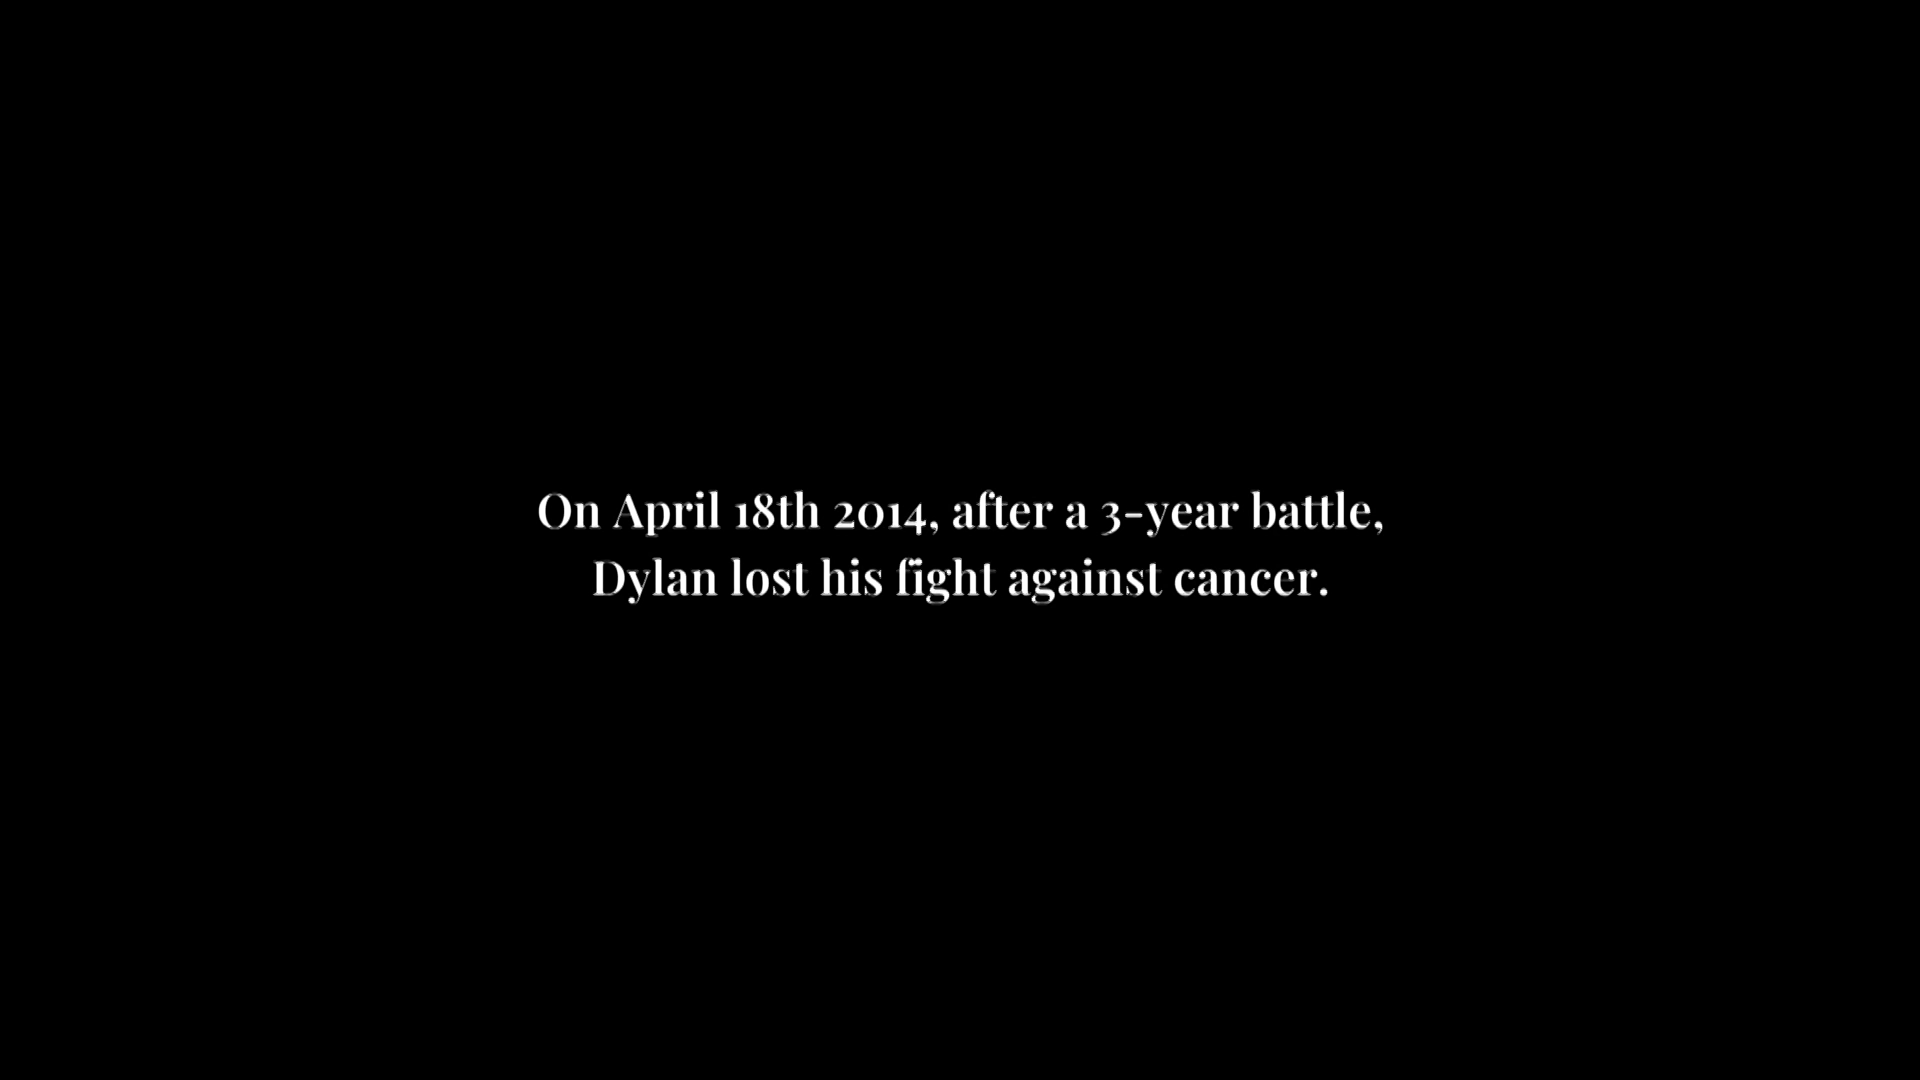 On April 18th 2014, after a 3-year battle,
Dylan lost his fight against cancer.